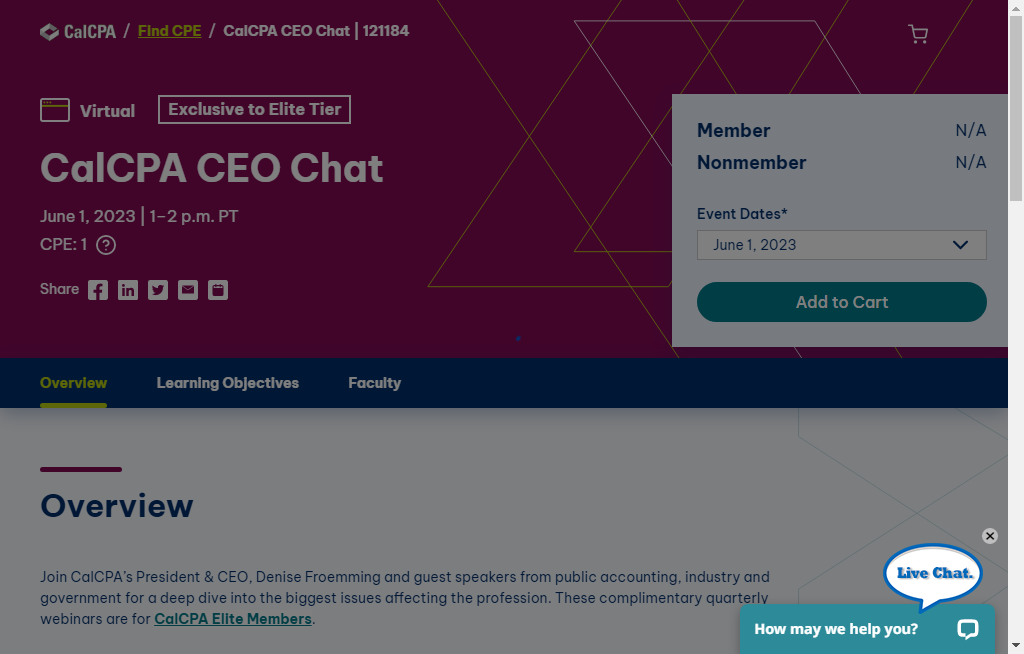 CalCPA / Find CPE / CalCPA CEO Chat | 121184
Virtual
Exclusive to Elite Tier
CalCPA CEO Chat
June 1, 2023 | 1–2 p.m. PT
CPE: 1 ?
Share
Member N/A
Nonmember N/A
Event Dates*
June 1, 2023
Add to Cart
Overview Learning Objectives Faculty
Overview
Join CalCPA's President & CEO, Denise Froemming and guest speakers from public accounting, industry and
government for a deep dive into the biggest issues affecting the profession. These complimentary quarterly
webinars are for CalCPA Elite Members.
Live Chat.
How may we help you?